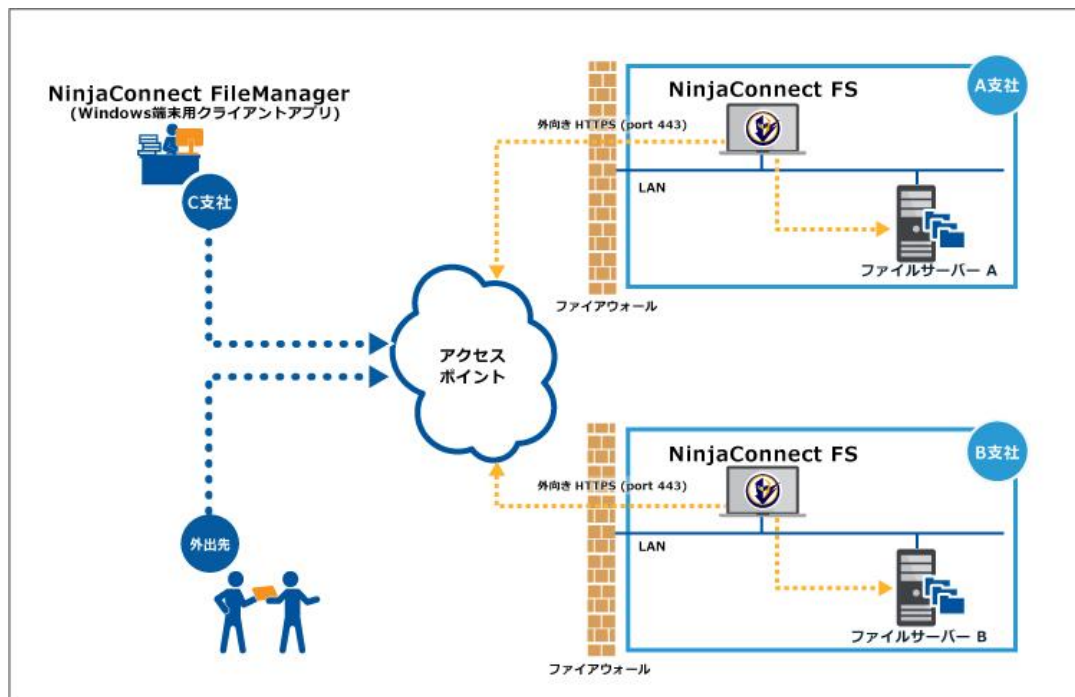 NinjaConnect FileManager
(Windows端末用クライアントアプリ)
C支社
外出先
アクセス
ポイント
A支社
NinjaConnect FS
外向き HTTPS (port 443)
LAN
ファイルサーバー A
ファイアウォール
B支社
NinjaConnect FS
外向き HTTPS (port 443)
LAN
ファイルサーバー B
ファイアウォール